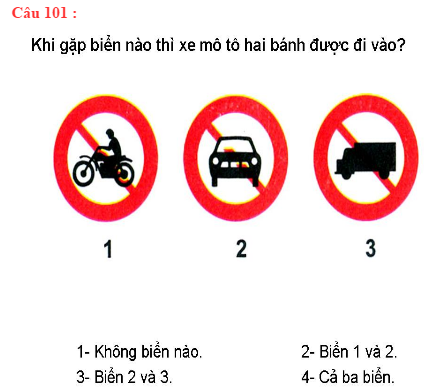 Câu 101 :
Khi gặp biển nào thì xe mô tô hai bánh được đi vào?
1 2 3
1- Không biển nào. 2- Biển 1 và 2.
3- Biển 2 và 3. 4- Cả ba biển.